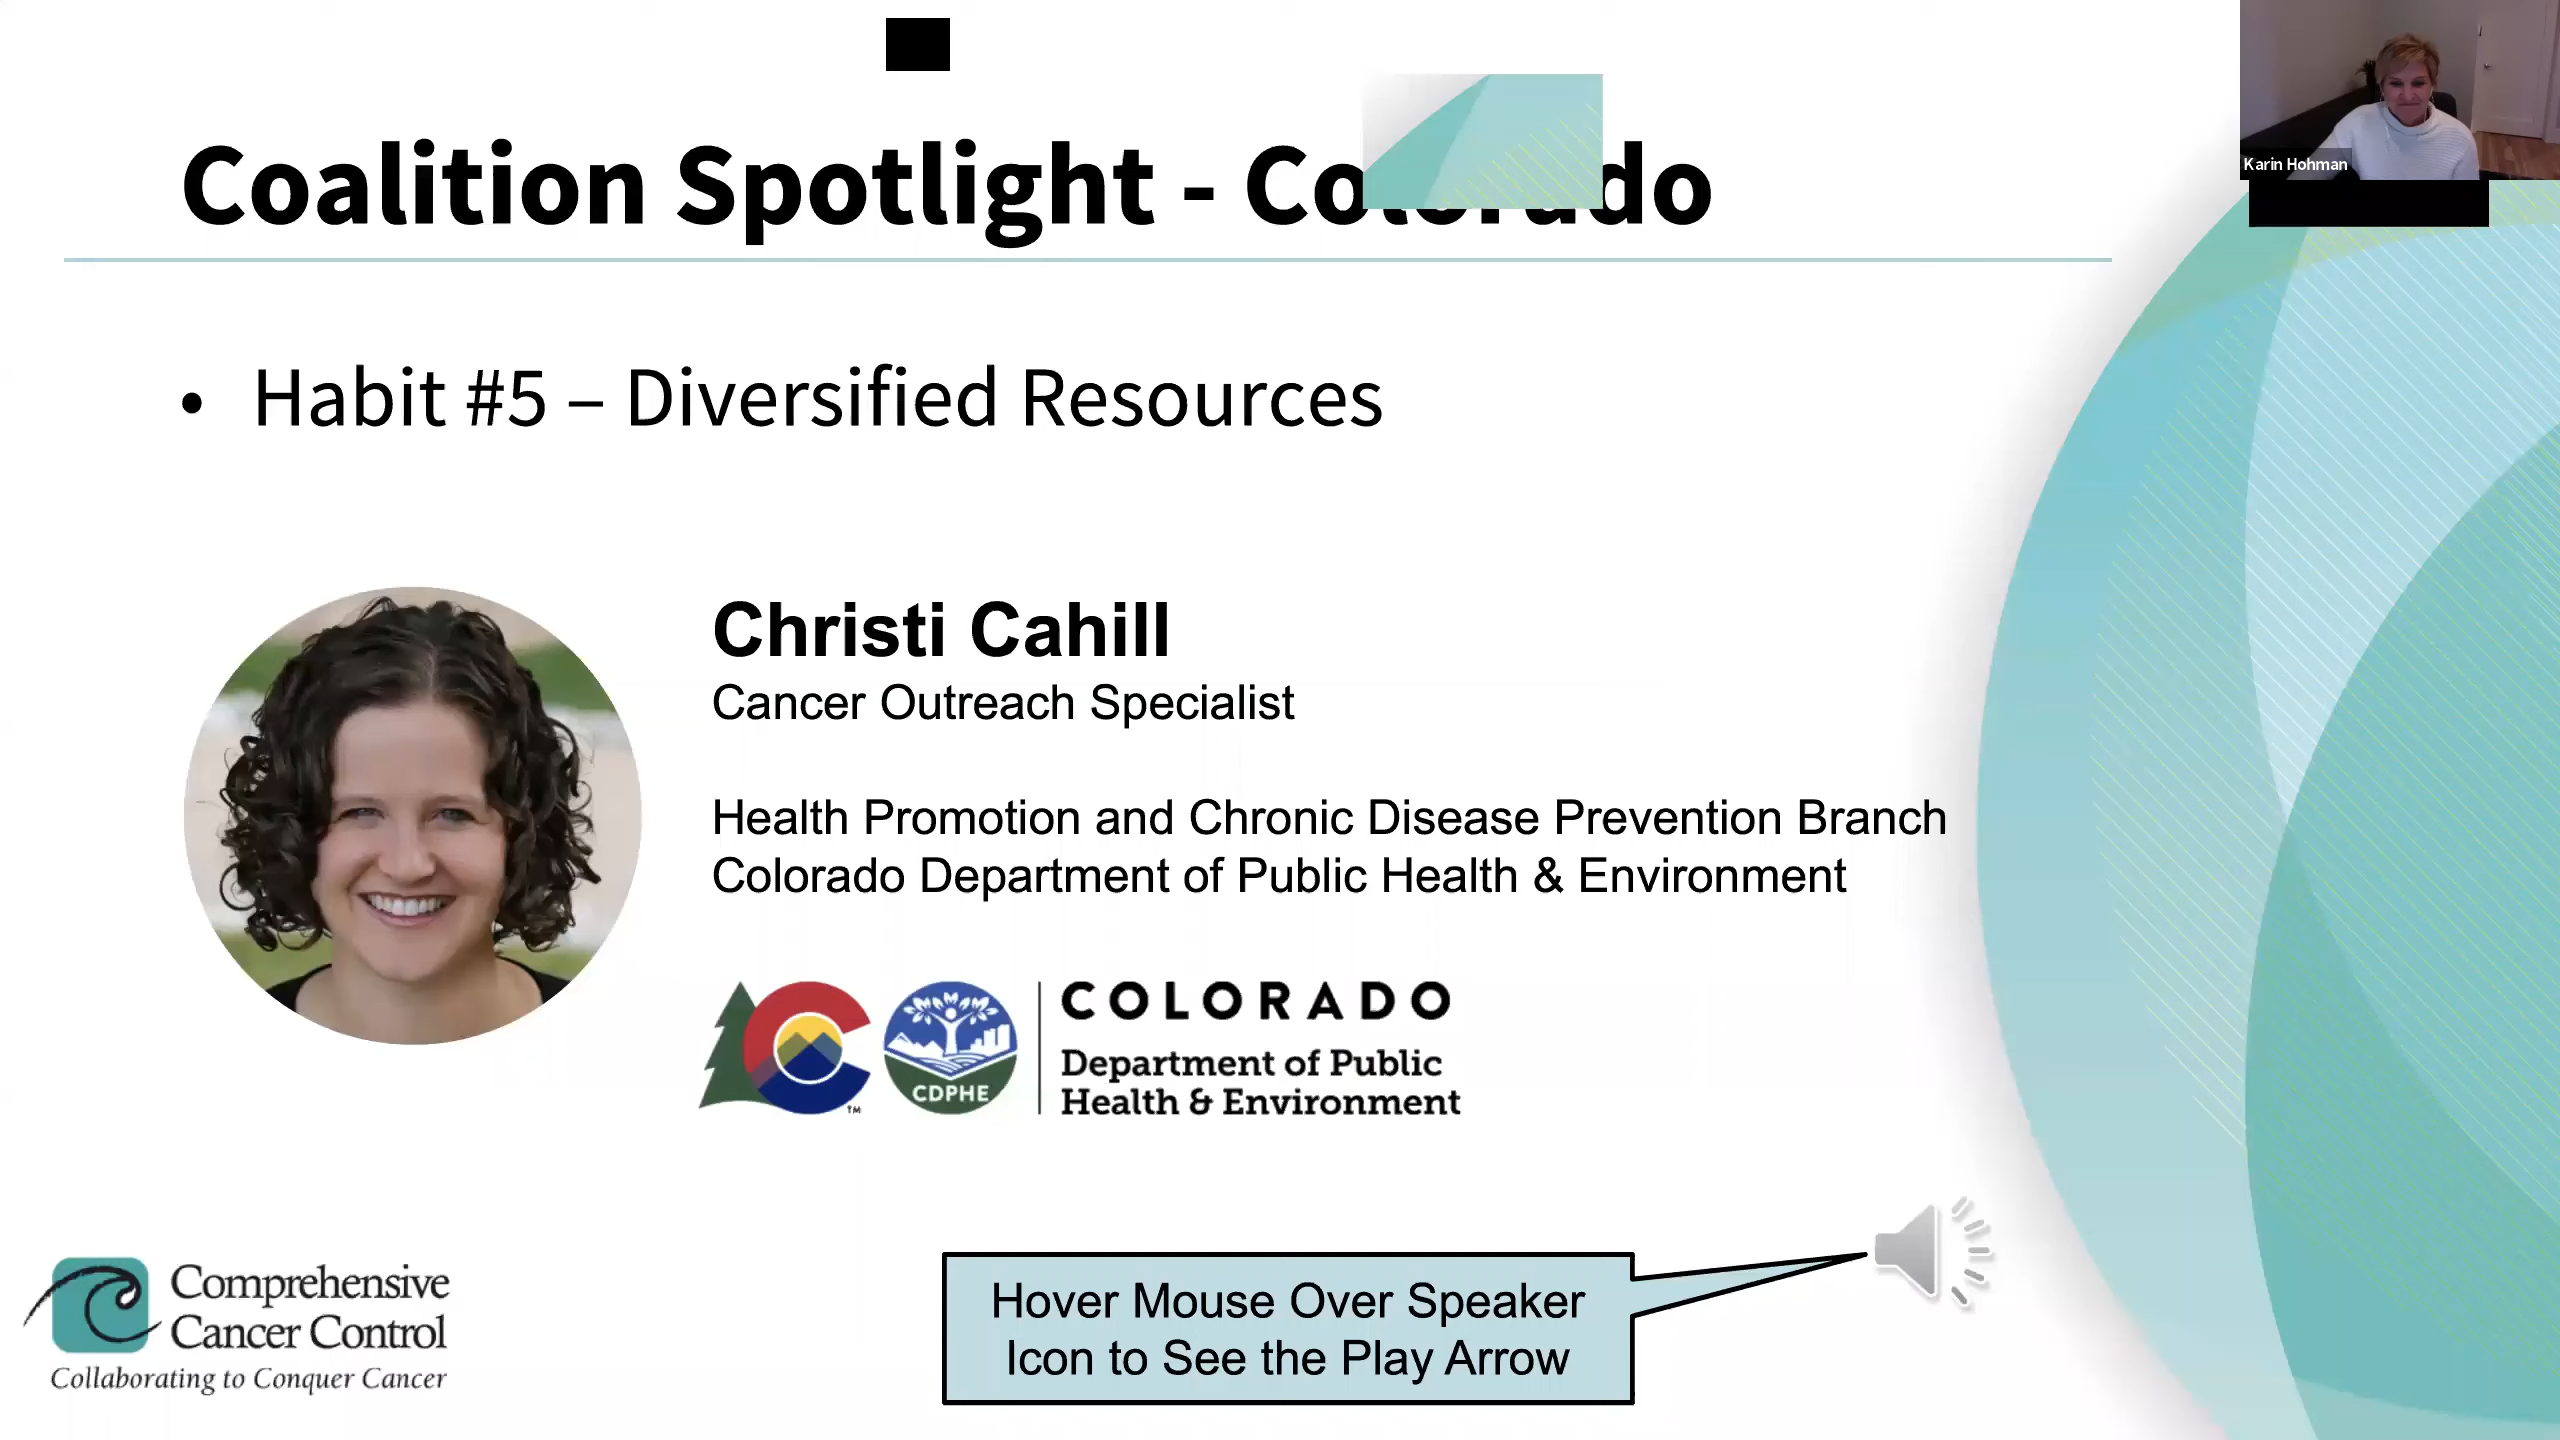 Coalition Spotlight - Colorado
Karin Hohman
• Habit #5 – Diversified Resources
Christi Cahill
Cancer Outreach Specialist
Health Promotion and Chronic Disease Prevention Branch
Colorado Department of Public Health & Environment
CDPHE
TM
COLORADO
Department of Public
Health & Environment
Comprehensive
Cancer Control
Collaborating to Conquer Cancer
Hover Mouse Over Speaker
Icon to See the Play Arrow